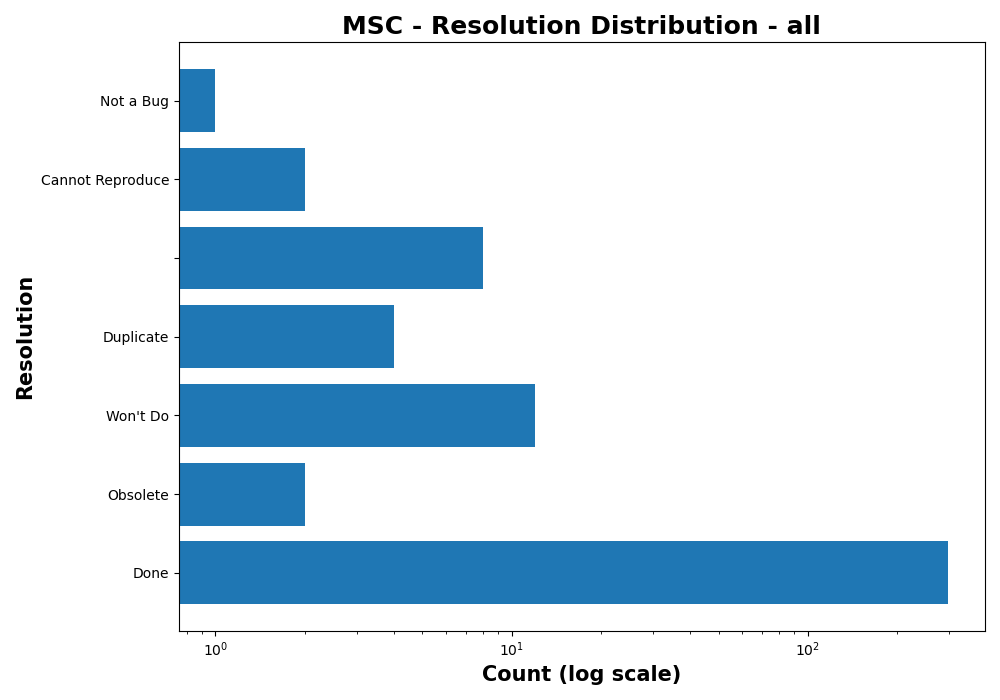 MSC - Resolution Distribution - all
Resolution
Not a Bug
Cannot Reproduce
Duplicate
Won't Do
Obsolete
Done
10⁰ 10¹ 10²
Count (log scale)